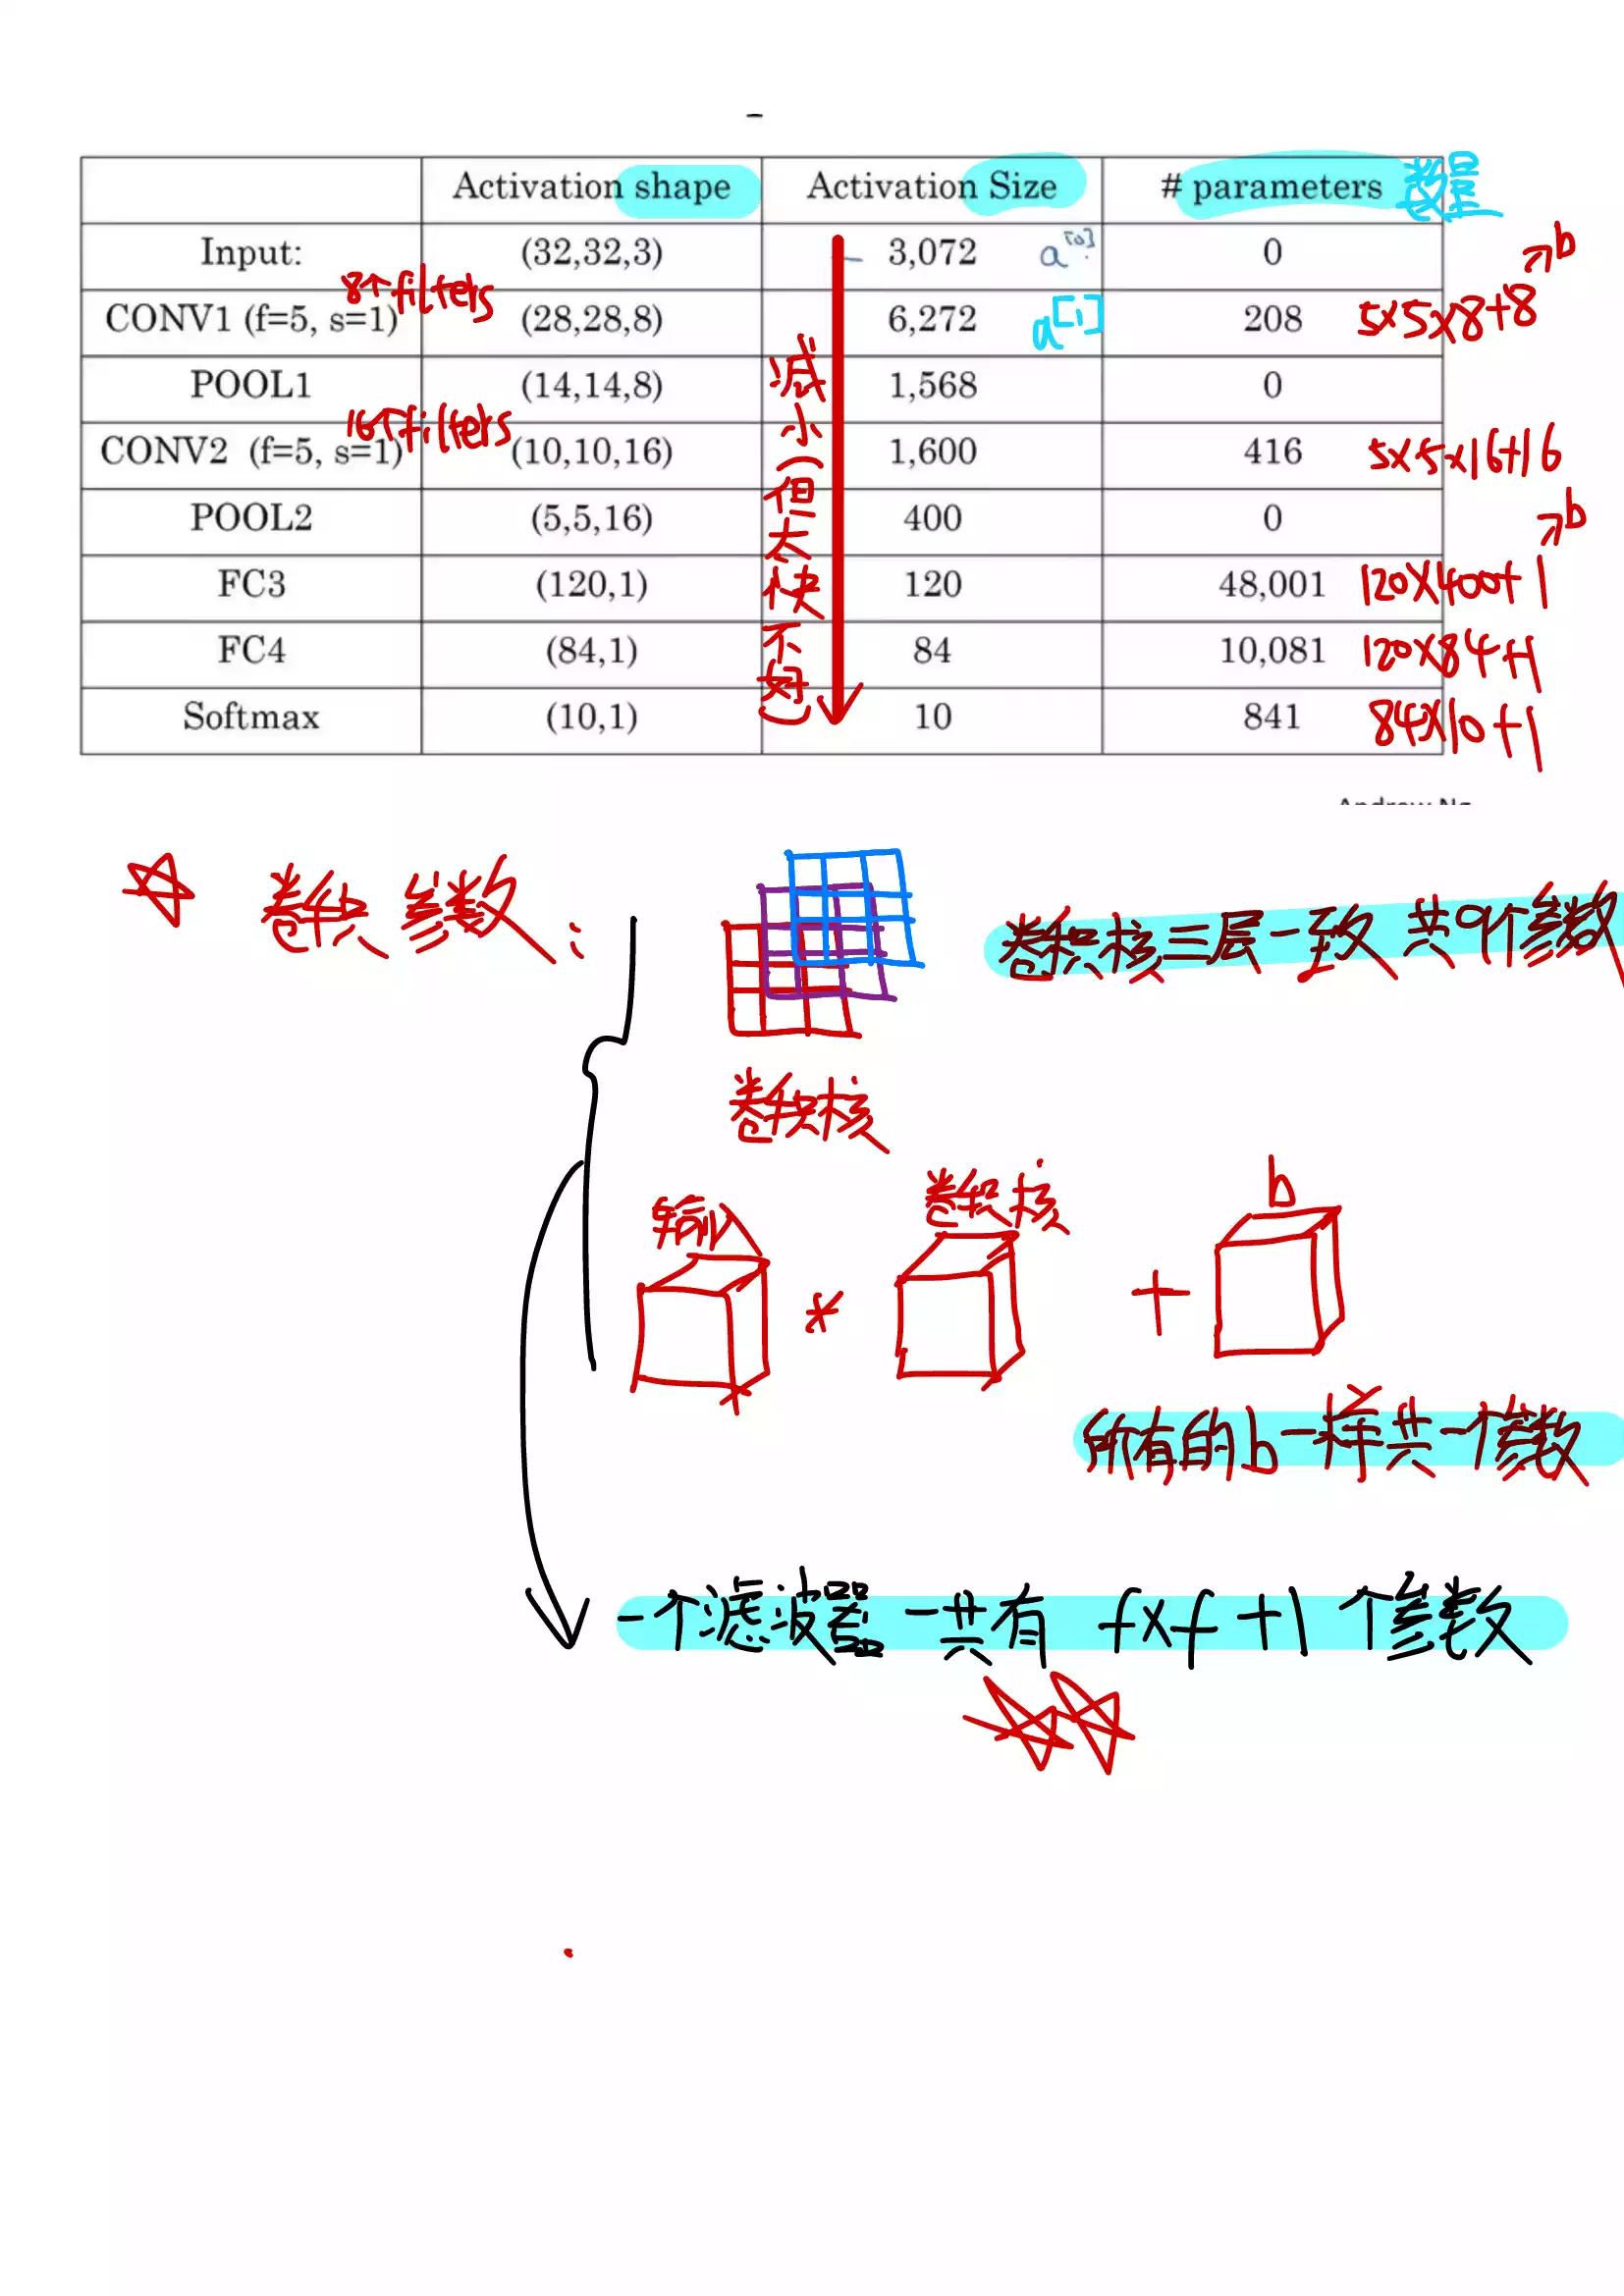 Activation shape Activation Size # parameters 数量
Input: (32,32,3) 3,072 a[0] 0
8个filters →b
CONV1 (f=5, s=1) (28,28,8) 6,272 a[1] 208 5×5×8+8
POOL1 (14,14,8) 1,568 0
16个filters
CONV2 (f=5, s=1) (10,10,16) 1,600 416 5×5×16+16
POOL2 (5,5,16) 400 0
→b
FC3 (120,1) 120 48,001 120×400+1
FC4 (84,1) 84 10,081 120×84+1
Softmax (10,1) 10 841 84×10+1
减小(但太快不好)
卷积参数:
卷积核三层一致 共9个参数
卷积核
输入 * 卷积核 + b
所有的b一样共一个参数
一个滤波器一共有 f×f+1 个参数